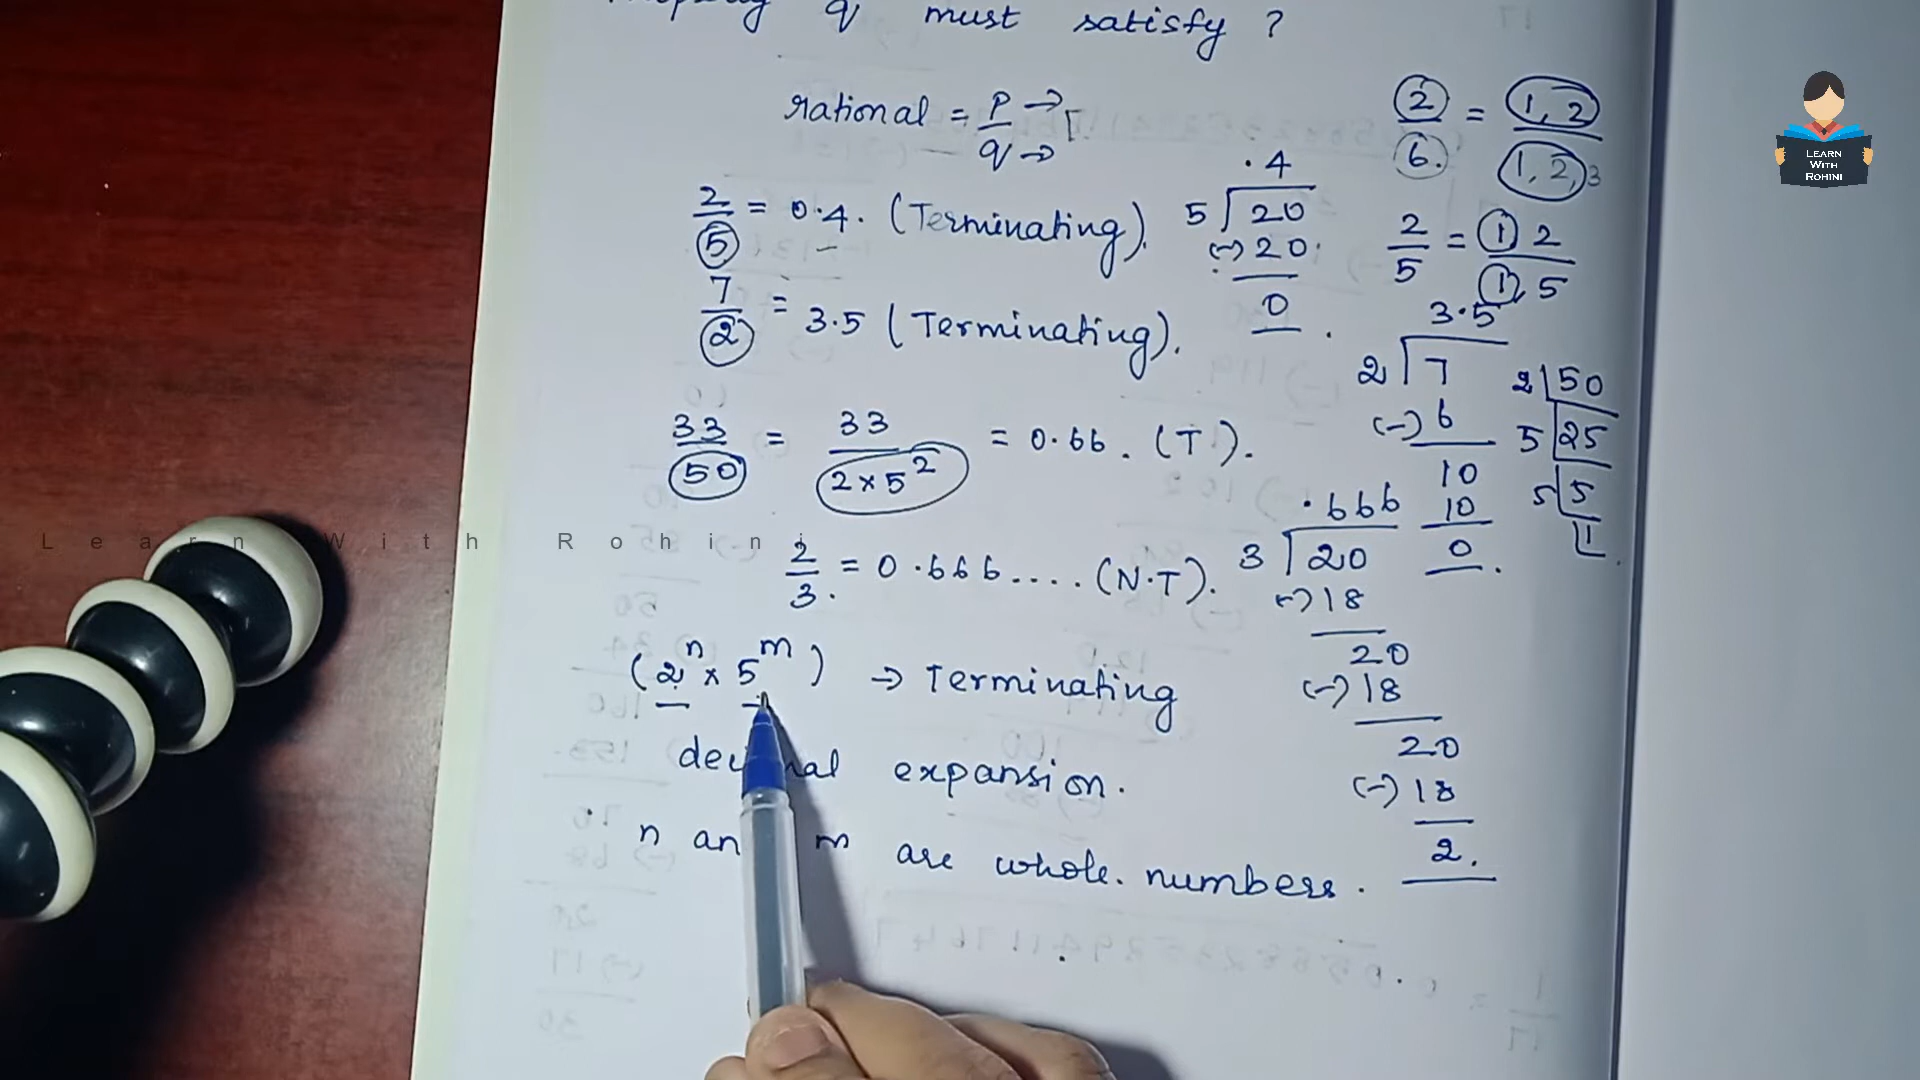 q must satisfy ?
rational = p/q → [
→
2/5 = 0.4. (Terminating).
7/2 = 3.5 (Terminating).
33/50 = 33/2×5² = 0.66. (T).
2/3. = 0.666.... (N.T).
(2ⁿ × 5ᵐ) → Terminating
expansion.
n m are whole. numbers.
.4
5 20
(-) 20
0
2/6. = 1, 2/1, 2, 3
2/5 = 1 2/1, 5
3.5
2 7
(-) 6
10
10
0
2 50
5 25
5 5
1
.666
3 20
(-) 18
20
(-) 18
20
(-) 18
2.
LEARN
WITH
ROHINI
Learn With Rohini